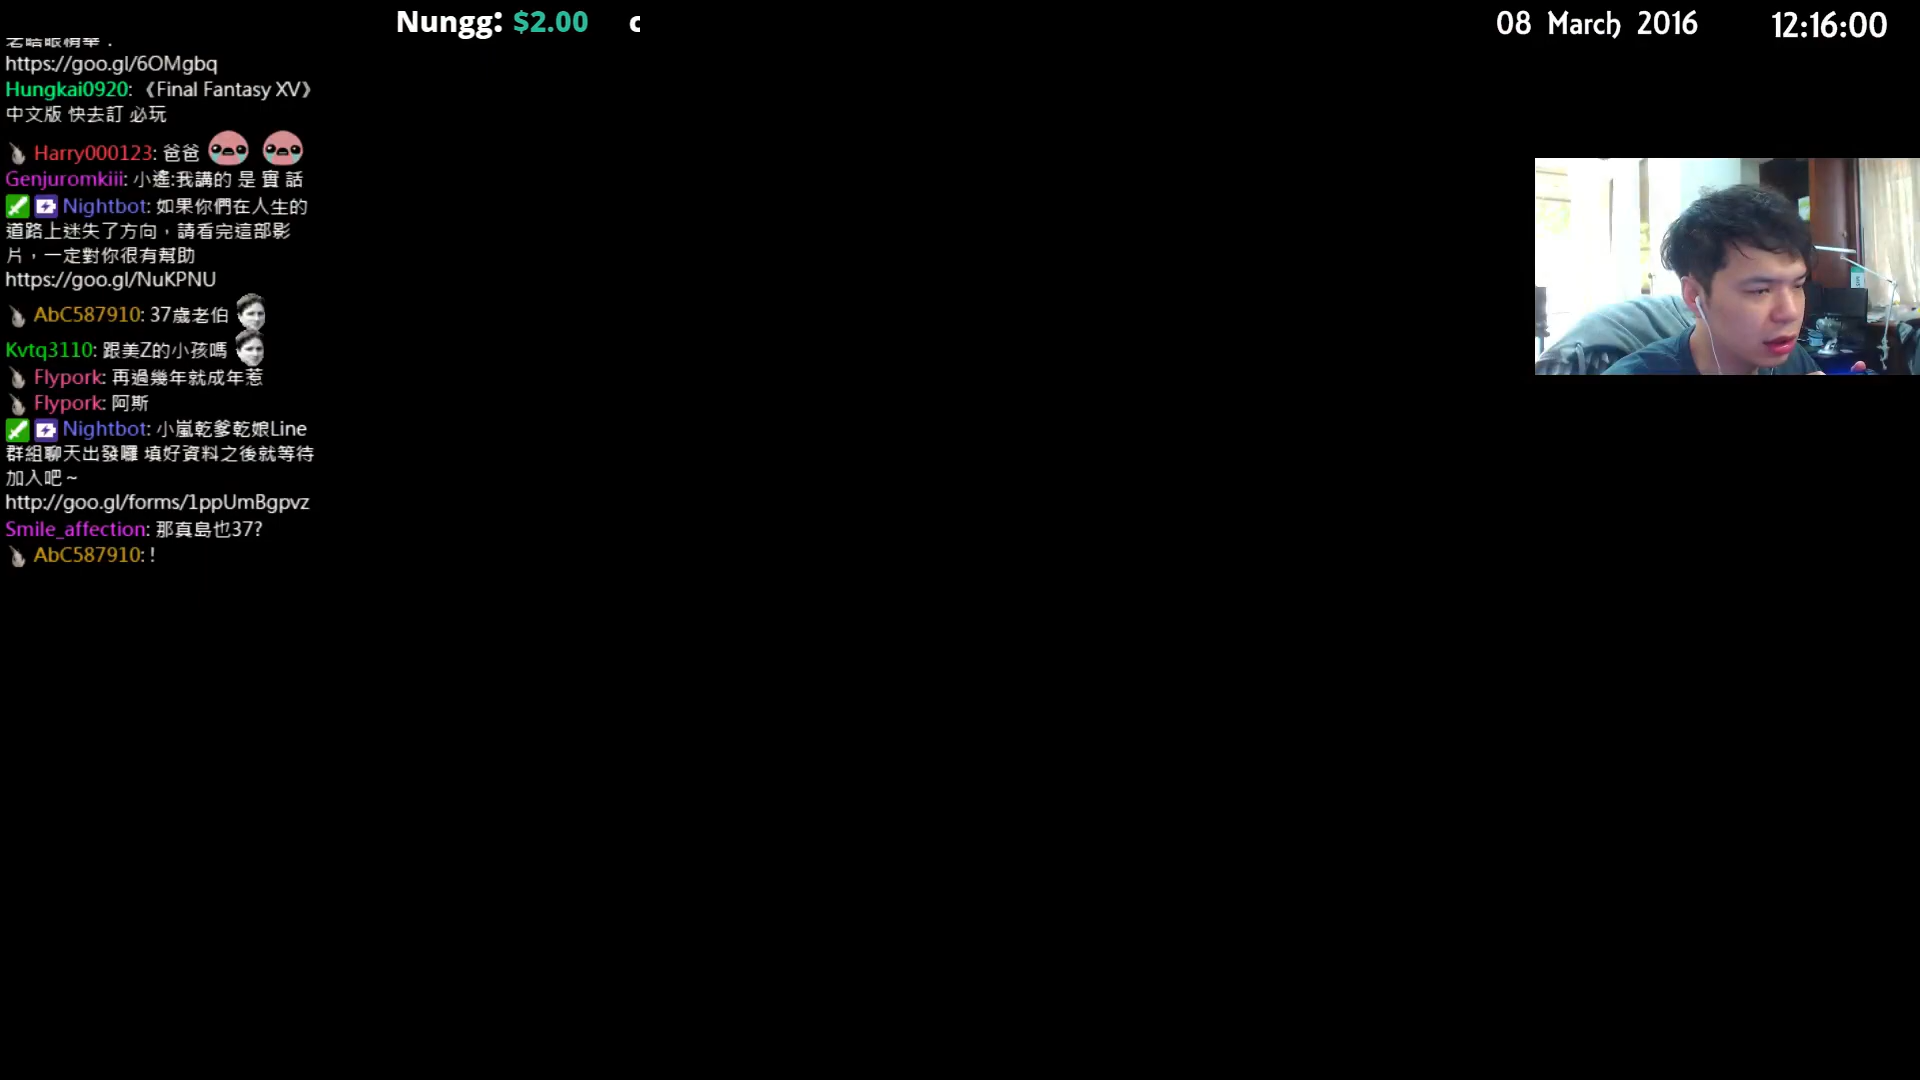 Nungg: $2.00 c
08 March 2016 12:16:00
https://goo.gl/6OMgbq
Hungkai0920: 《Final Fantasy XV》
中文版 快去訂 必玩
Harry000123: 爸爸
Genjuromkiii: 小遙:我講的 是 實 話
Nightbot: 如果你們在人生的
道路上迷失了方向，請看完這部影
片，一定對你很有幫助
https://goo.gl/NuKPNU
AbC587910: 37歲老伯
Kvtq3110: 跟美Z的小孩嗎
Flypork: 再過幾年就成年惹
Flypork: 阿斯
Nightbot: 小嵐乾爹乾娘Line
群組聊天出發囉 填好資料之後就等待
加入吧～
http://goo.gl/forms/1ppUmBgpvz
Smile_affection: 那真島也37?
AbC587910: !